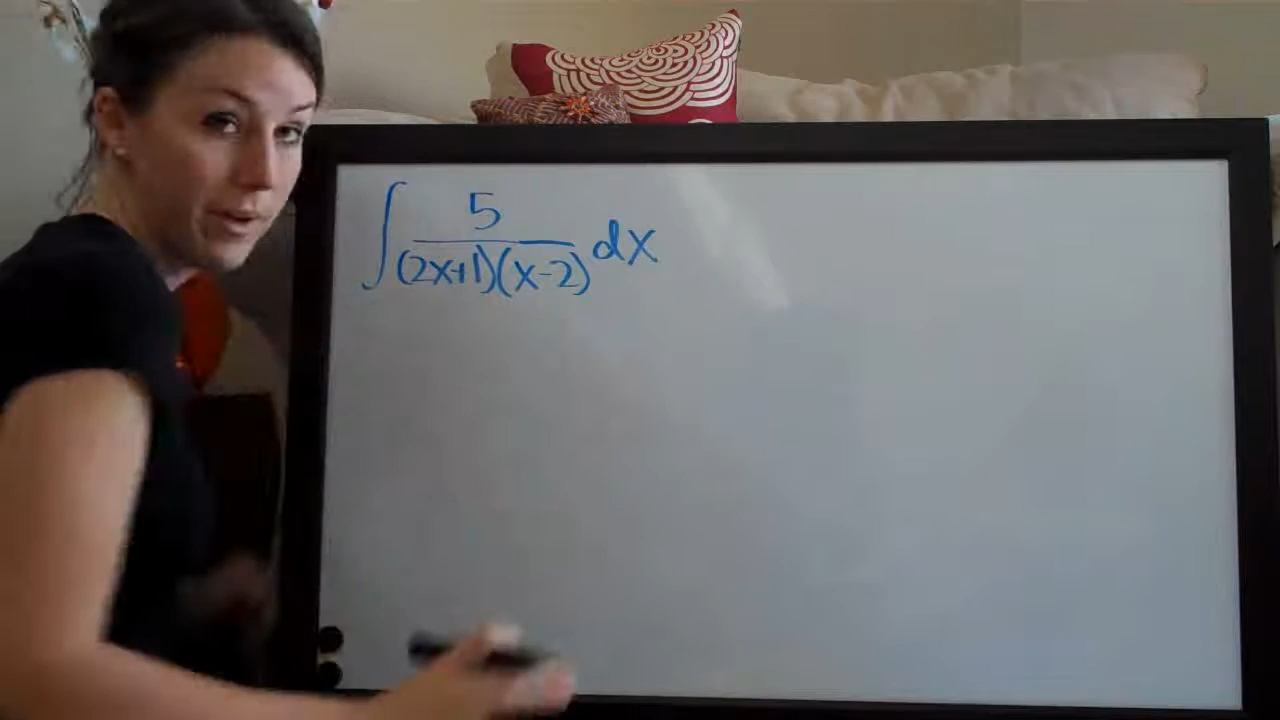 ∫ 5/((2x+1)(x-2)) dx